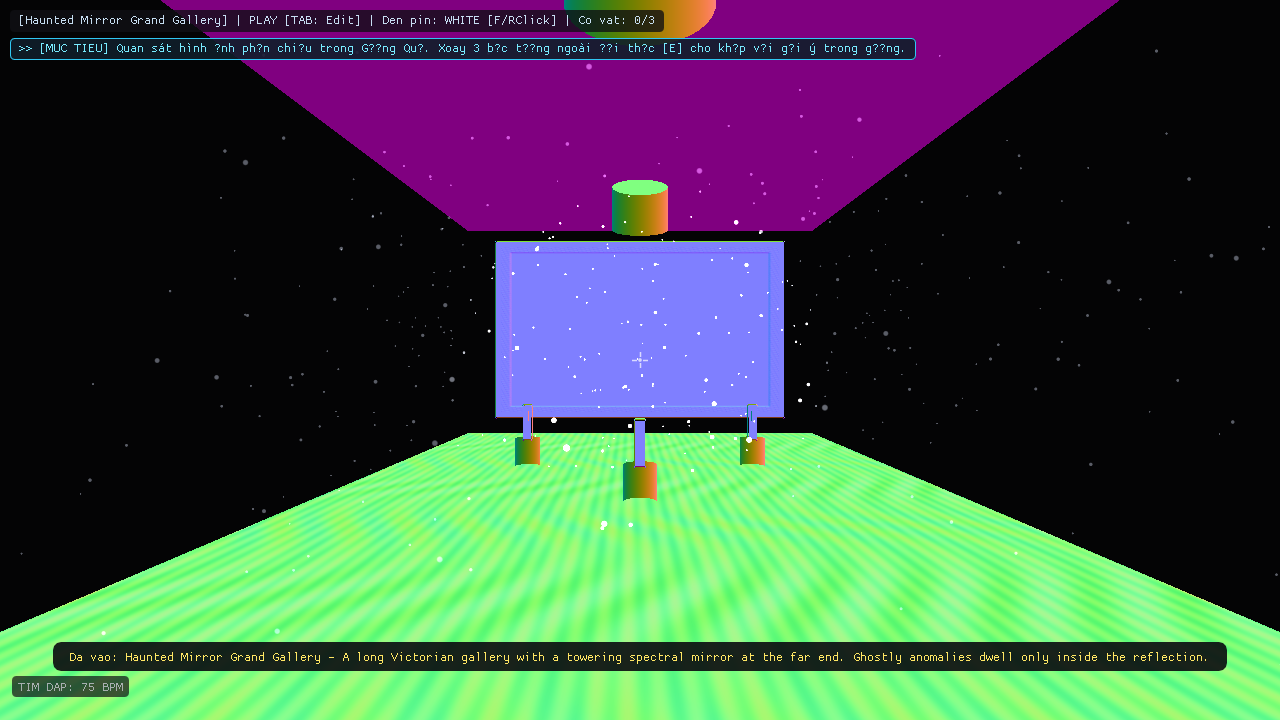 [Haunted Mirror Grand Gallery] | PLAY [TAB: Edit] | Den pin: WHITE [F/RClick] | Co vat: 0/3
>> [MUC TIEU] Quan sát hình ?nh ph?n chi?u trong G??ng Qu?. Xoay 3 b?c t??ng ngoài ??i th?c [E] cho kh?p v?i g?i ý trong g??ng.
Da vao: Haunted Mirror Grand Gallery - A long Victorian gallery with a towering spectral mirror at the far end. Ghostly anomalies dwell only inside the reflection.
TIM DAP: 75 BPM